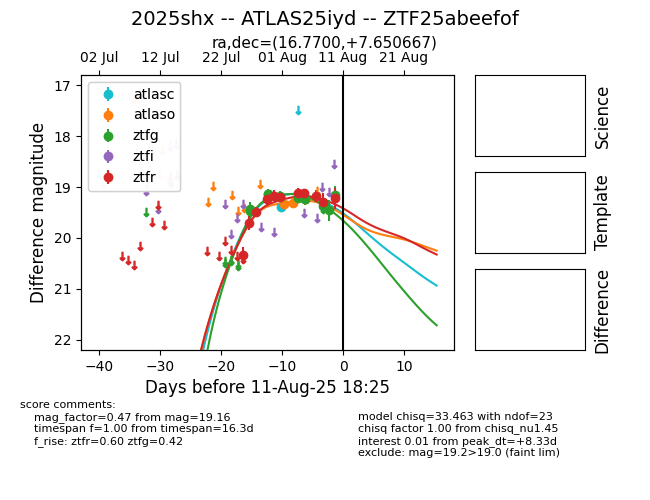 2025shx -- ATLAS25iyd -- ZTF25abeefof
ra,dec=(16.7700,+7.650667)
02 Jul 12 Jul 22 Jul 01 Aug 11 Aug 21 Aug
17
18
19
20
21
22
Difference magnitude
atlasc
atlaso
ztfg
ztfi
ztfr
−40 −30 −20 −10 0 10
Days before 11-Aug-25 18:25
Science
Template
Difference
score comments:
mag_factor=0.47 from mag=19.16
timespan f=1.00 from timespan=16.3d
f_rise: ztfr=0.60 ztfg=0.42
model chisq=33.463 with ndof=23
chisq factor 1.00 from chisq_nu1.45
interest 0.01 from peak_dt=+8.33d
exclude: mag=19.2>19.0 (faint lim)